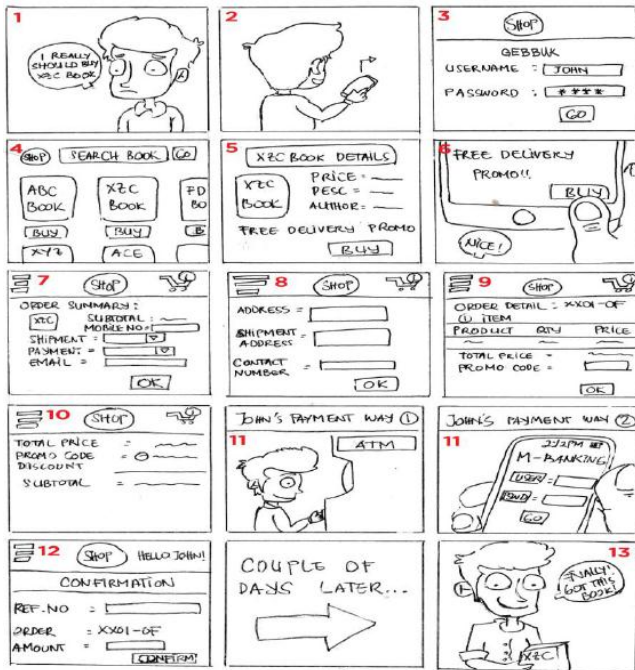 1
I REALLY
SHOULD BUY
XZC BOOK
2
3
SHOP
GEBBUK
USERNAME = JOHN
PASSWORD : ****
GO
4
SHOP SEARCH BOOK GO
ABC
BOOK
XZC
BOOK
FD
BO
BUY BUY B
XYZ ACE
5
XZC BOOK DETAILS
XZC
BOOK
PRICE =
DESC =
AUTHOR =
FREE DELIVERY PROMO
BUY
6
FREE DELIVERY
PROMO!!
BUY
NICE!
7
SHOP
ORDER SUMMARY :
XZC SUBTOTAL :
MOBILE NO =
SHIPMENT =
PAYMENT =
EMAIL =
OK
8
SHOP
ADDRESS =
SHIPMENT =
ADDRESS
CONTACT
NUMBER =
OK
9
SHOP
ORDER DETAIL : XX01-OF
① ITEM
PRODUCT QTY PRICE
TOTAL PRICE =
PROMO CODE =
OK
10
SHOP
TOTAL PRICE =
PROMO CODE =
DISCOUNT
SUBTOTAL =
JOHN'S PAYMENT WAY ①
11
ATM
JOHN'S PAYMENT WAY ②
11
M-BANKING
USER =
PWD =
GO
12
SHOP HELLO JOHN!
CONFIRMATION
REF.NO =
ORDER = XX01-OF
AMOUNT =
CONFIRM
COUPLE OF
DAYS LATER...
13
FINALLY!
GOT THIS
BOOK!
XZC